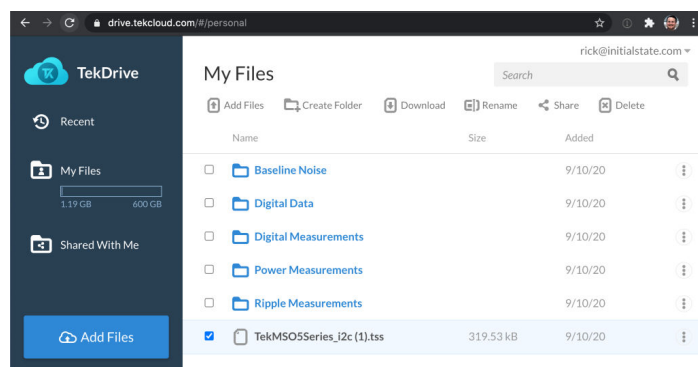 drive.tekcloud.com/#/personal
rick@initialstate.com
TK TekDrive
My Files
Search
Add Files Create Folder Download Rename Share Delete
Recent
Name Size Added
My Files
1.19 GB 600 GB
Shared With Me
Baseline Noise 9/10/20
Digital Data 9/10/20
Digital Measurements 9/10/20
Power Measurements 9/10/20
Ripple Measurements 9/10/20
Add Files
TekMSO5Series_i2c (1).tss 319.53 kB 9/10/20